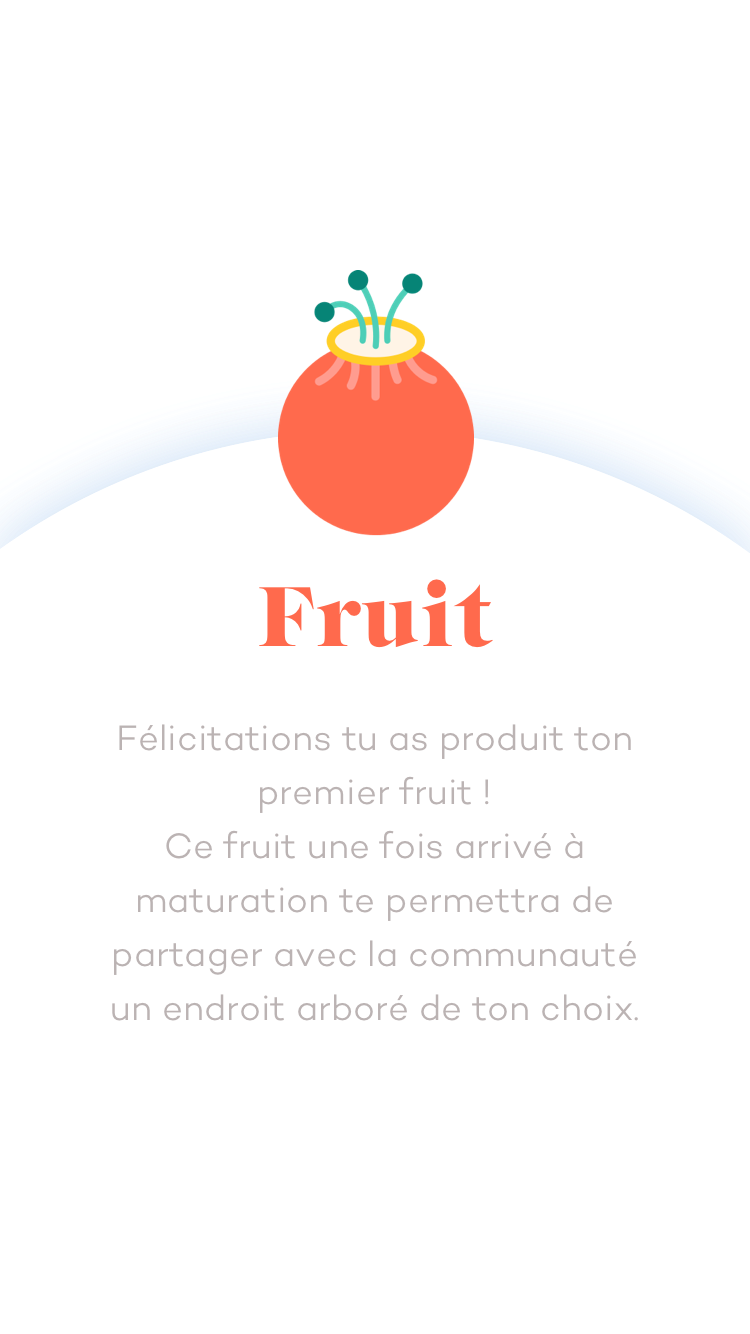 Fruit
Félicitations tu as produit ton
premier fruit !
Ce fruit une fois arrivé à
maturation te permettra de
partager avec la communauté
un endroit arboré de ton choix.